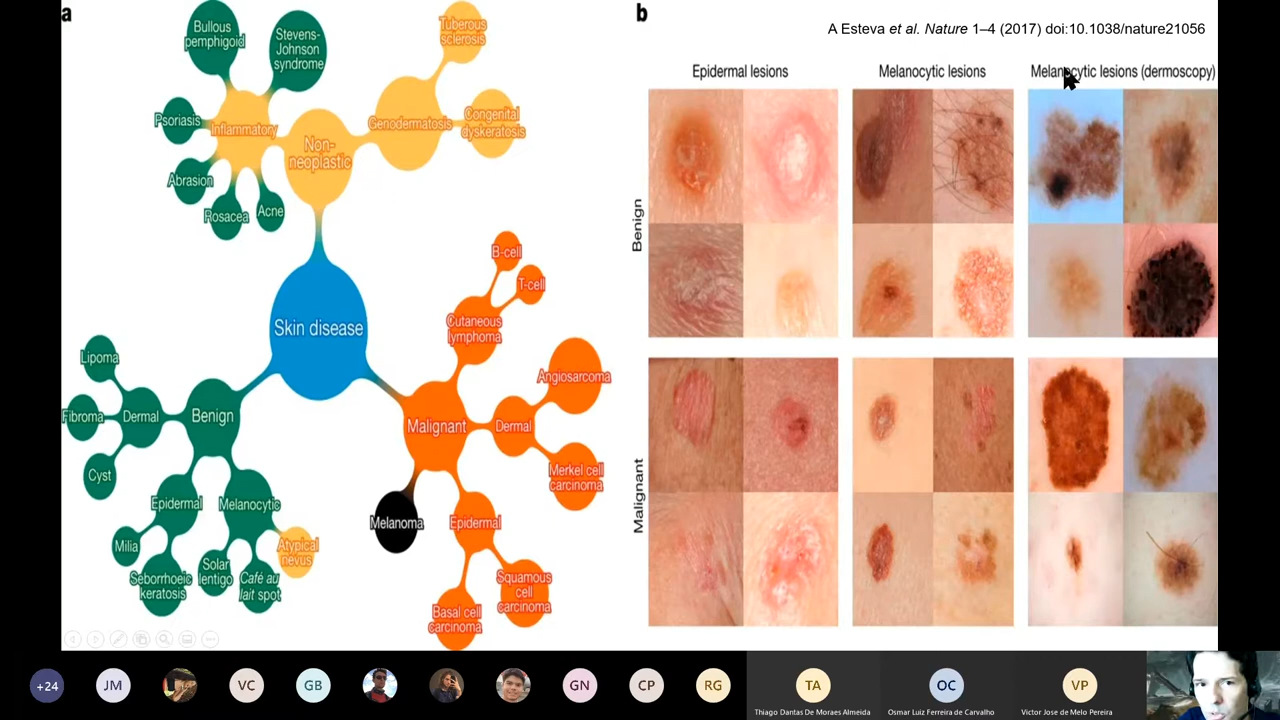 a
Bullous
pemphigoid
Stevens-
Johnson
syndrome
Tuberous
sclerosis
Psoriasis
Inflammatory
Non-
neoplastic
Genodermatosis
Congenital
dyskeratosis
Abrasion
Rosacea
Acne
Skin disease
B-cell
T-cell
Cutaneous
lymphoma
Angiosarcoma
Lipoma
Fibroma
Dermal
Benign
Cyst
Malignant
Dermal
Merkel cell
carcinoma
Epidermal
Melanocytic
Melanoma
Epidermal
Milia
Seborrhoeic
keratosis
Solar
lentigo
Café au
lait spot
Atypical
nevus
Basal cell
carcinoma
Squamous
cell
carcinoma
b
A Esteva et al. Nature 1–4 (2017) doi:10.1038/nature21056
Epidermal lesions
Melanocytic lesions
Melanocytic lesions (dermoscopy)
Benign
Malignant
+24
JM
VC
GB
GN
CP
RG
TA
Thiago Dantas De Moraes Almeida
OC
Osmar Luiz Ferreira de Carvalho
VP
Victor Jose de Melo Pereira